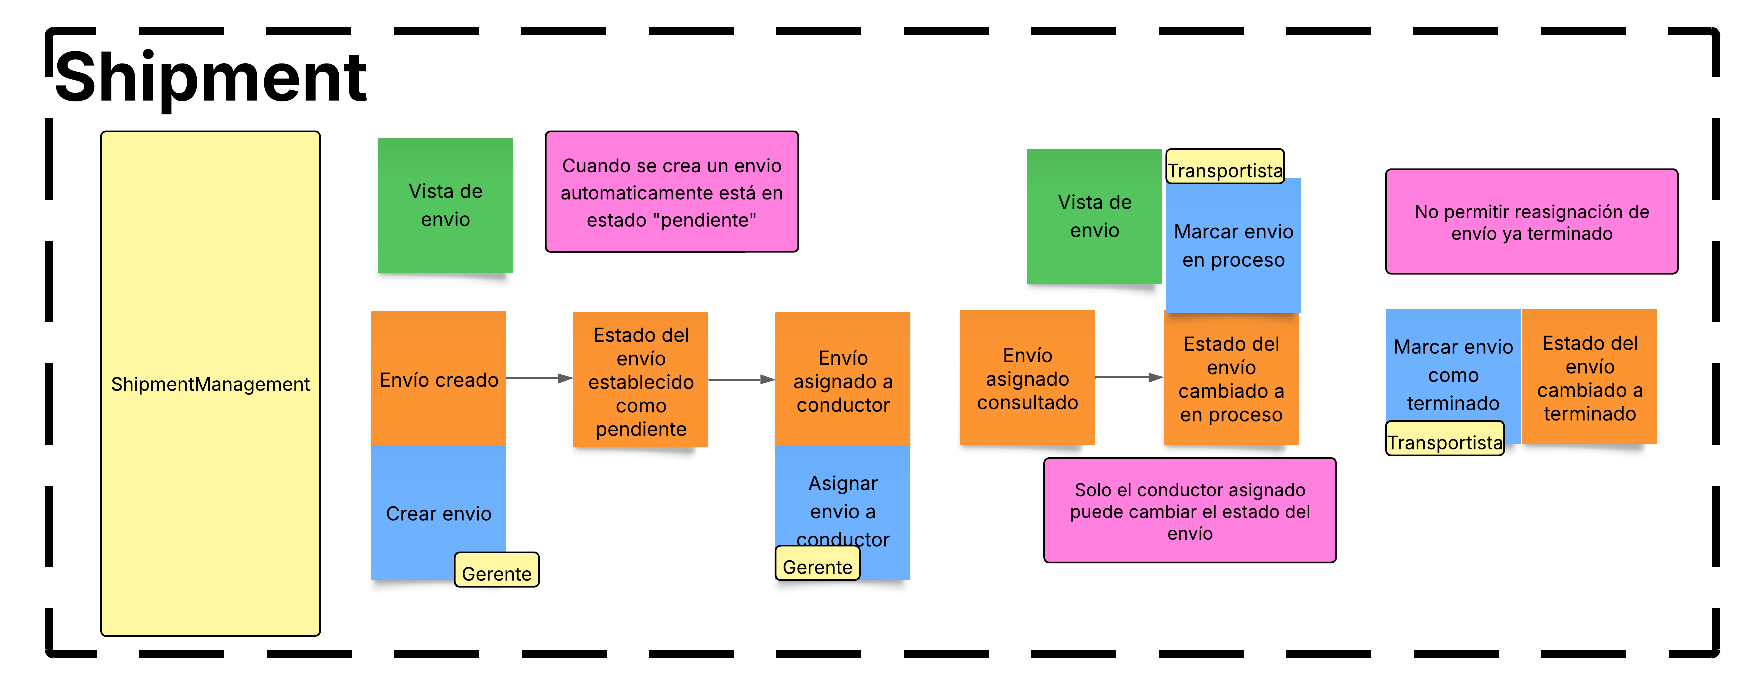 Shipment
ShipmentManagement
Vista de
envio
Cuando se crea un envio
automaticamente está en
estado "pendiente"
Envío creado
Estado del
envío
establecido
como
pendiente
Envío
asignado a
conductor
Crear envio
Gerente
Asignar
envio a
conductor
Gerente
Vista de
envio
Transportista
Marcar envio
en proceso
Envío
asignado
consultado
Estado del
envío
cambiado a
en proceso
Solo el conductor asignado
puede cambiar el estado del
envío
No permitir reasignación de
envío ya terminado
Marcar envio
como
terminado
Transportista
Estado del
envío
cambiado a
terminado